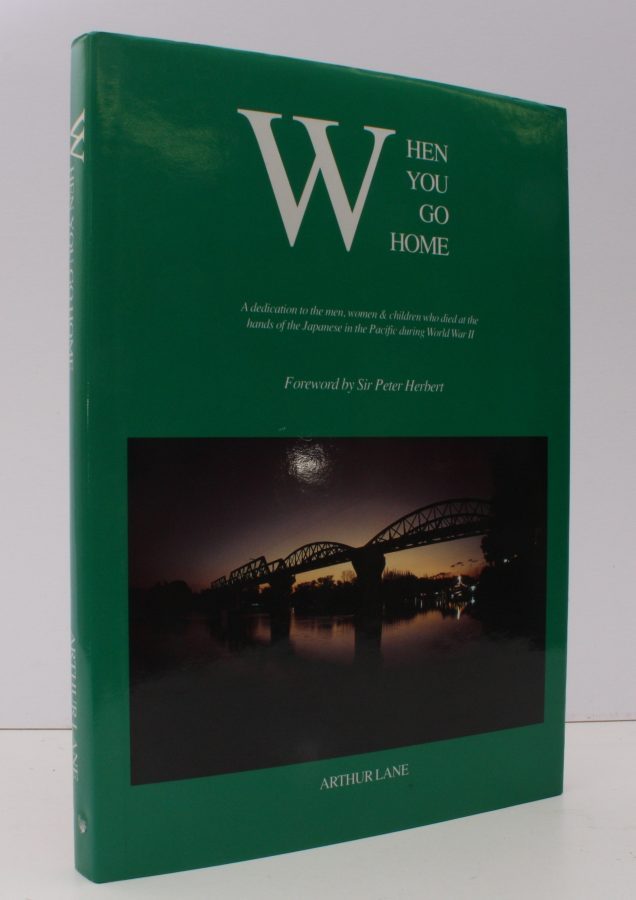 WHEN
YOU
GO
HOME
A dedication to the men, women & children who died at the
hands of the Japanese in the Pacific during World War II
Foreword by Sir Peter Herbert
ARTHUR LANE
WHEN YOU GO HOME
ARTHUR LANE